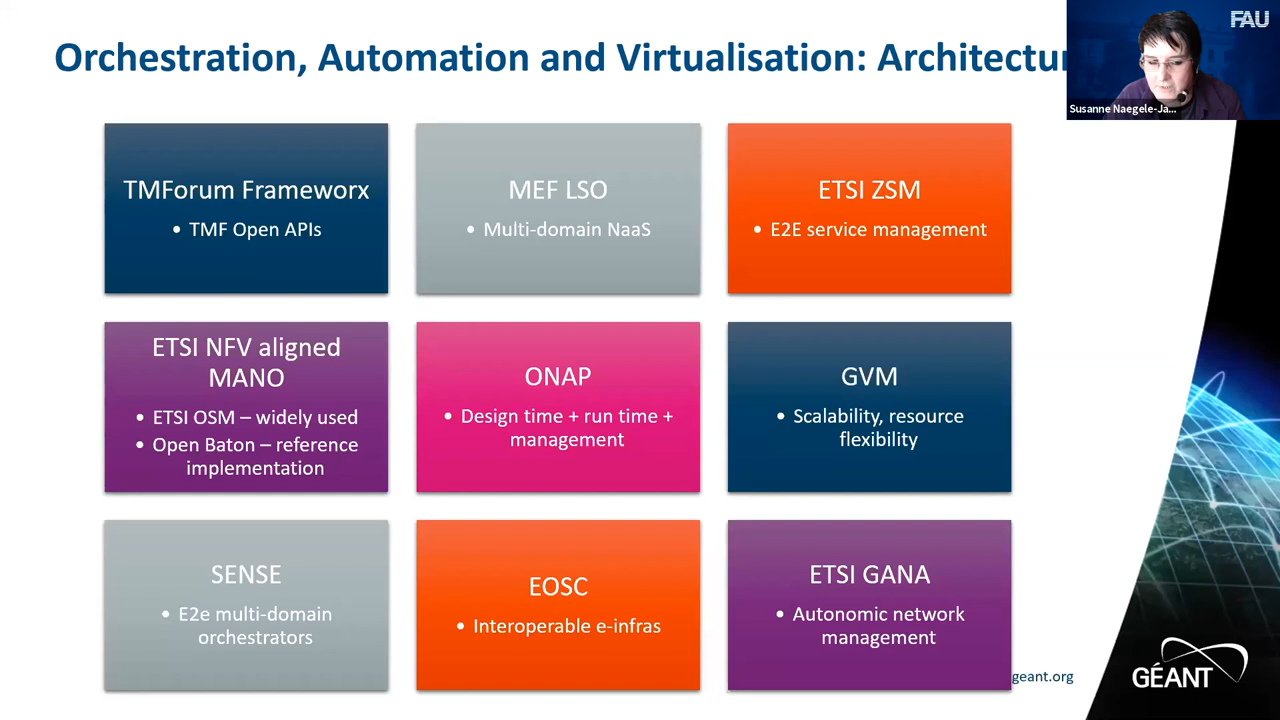 Orchestration, Automation and Virtualisation: Architectu
FAU
Susanne Naegele-Ja...
TMForum Frameworx
• TMF Open APIs
MEF LSO
• Multi-domain NaaS
ETSI ZSM
• E2E service management
ETSI NFV aligned
MANO
• ETSI OSM – widely used
• Open Baton – reference
implementation
ONAP
• Design time + run time +
management
GVM
• Scalability, resource
flexibility
SENSE
• E2e multi-domain
orchestrators
EOSC
• Interoperable e-infras
ETSI GANA
• Autonomic network
management
geant.org
GÉANT